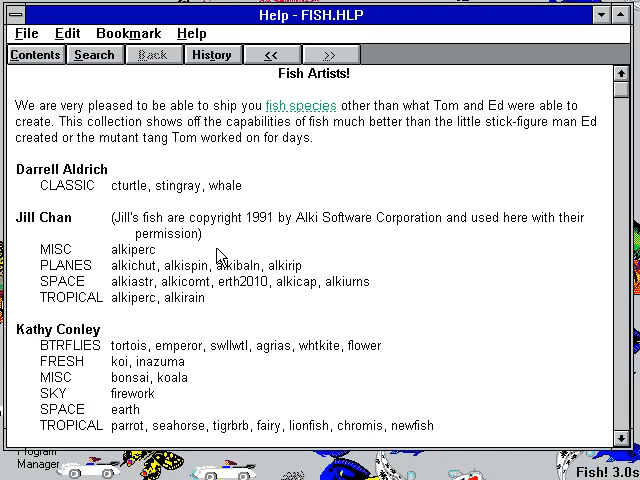 Help - FISH.HLP
File Edit Bookmark Help
Contents Search Back History << >>
Fish Artists!
We are very pleased to be able to ship you fish species other than what Tom and Ed were able to
create. This collection shows off the capabilities of fish much better than the little stick-figure man Ed
created or the mutant tang Tom worked on for days.
Darrell Aldrich
CLASSIC cturtle, stingray, whale
Jill Chan (Jill's fish are copyright 1991 by Alki Software Corporation and used here with their
permission)
MISC alkiperc
PLANES alkichut, alkispin, alkibaln, alkirip
SPACE alkiastr, alkicomt, erth2010, alkicap, alkiurns
TROPICAL alkiperc, alkirain
Kathy Conley
BTRFLIES tortois, emperor, swllwtl, agrias, whtkite, flower
FRESH koi, inazuma
MISC bonsai, koala
SKY firework
SPACE earth
TROPICAL parrot, seahorse, tigrbrb, fairy, lionfish, chromis, newfish
Program
Manager
Fish! 3.0s